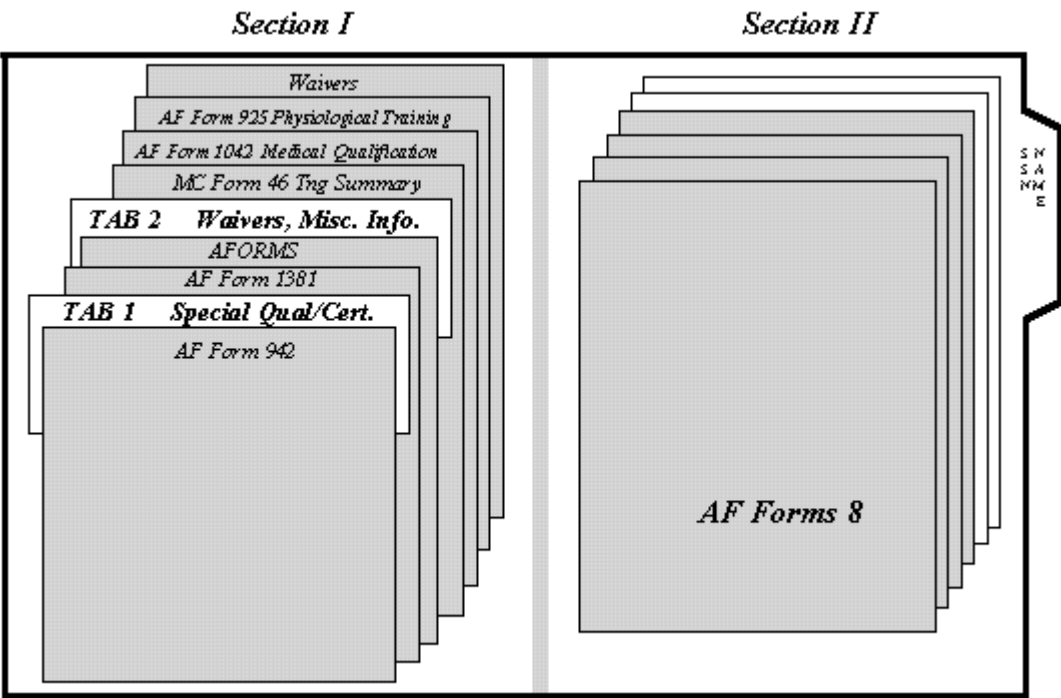 Section I
Section II
Waivers
AF Form 925 Physiological Training
AF Form 1042 Medical Qualification
MC Form 46 Tng Summary
TAB 2 Waivers, Misc. Info.
AFORMS
AF Form 1381
TAB 1 Special Qual/Cert.
AF Form 942
AF Forms 8
NAME
SSN